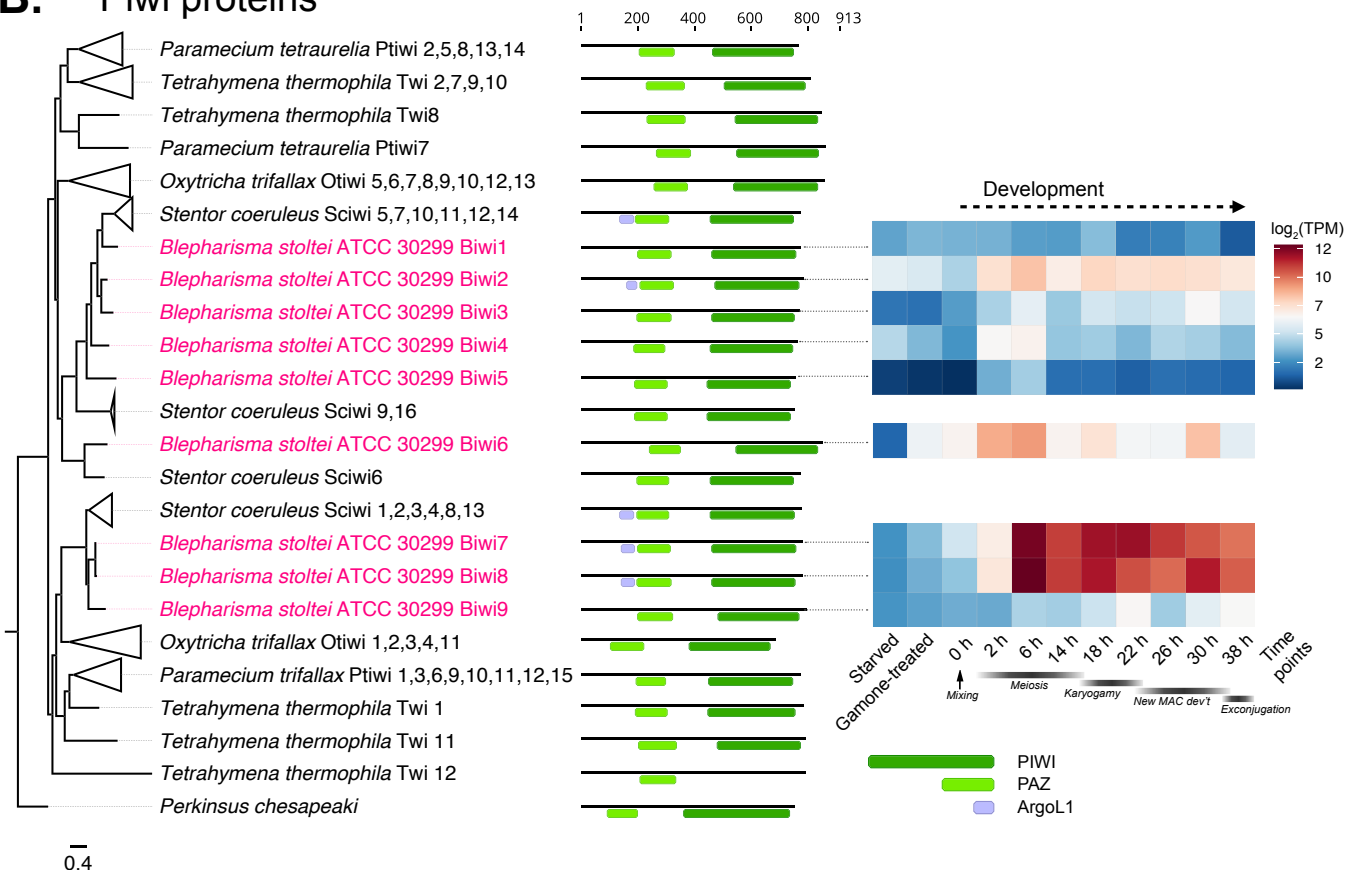 B. Piwi proteins
1 200 400 600 800 913
Paramecium tetraurelia Ptiwi 2,5,8,13,14
Tetrahymena thermophila Twi 2,7,9,10
Tetrahymena thermophila Twi8
Paramecium tetraurelia Ptiwi7
Oxytricha trifallax Otiwi 5,6,7,8,9,10,12,13
Stentor coeruleus Sciwi 5,7,10,11,12,14
Blepharisma stoltei ATCC 30299 Biwi1
Blepharisma stoltei ATCC 30299 Biwi2
Blepharisma stoltei ATCC 30299 Biwi3
Blepharisma stoltei ATCC 30299 Biwi4
Blepharisma stoltei ATCC 30299 Biwi5
Stentor coeruleus Sciwi 9,16
Blepharisma stoltei ATCC 30299 Biwi6
Stentor coeruleus Sciwi6
Stentor coeruleus Sciwi 1,2,3,4,8,13
Blepharisma stoltei ATCC 30299 Biwi7
Blepharisma stoltei ATCC 30299 Biwi8
Blepharisma stoltei ATCC 30299 Biwi9
Oxytricha trifallax Otiwi 1,2,3,4,11
Paramecium trifallax Ptiwi 1,3,6,9,10,11,12,15
Tetrahymena thermophila Twi 1
Tetrahymena thermophila Twi 11
Tetrahymena thermophila Twi 12
Perkinsus chesapeaki
0.4
Development
log2(TPM)
12
10
7
5
2
Starved
Gamone-treated
0 h
2 h
6 h
14 h
18 h
22 h
26 h
30 h
38 h
Time
points
Mixing
Meiosis
Karyogamy
New MAC dev't
Exconjugation
PIWI
PAZ
ArgoL1